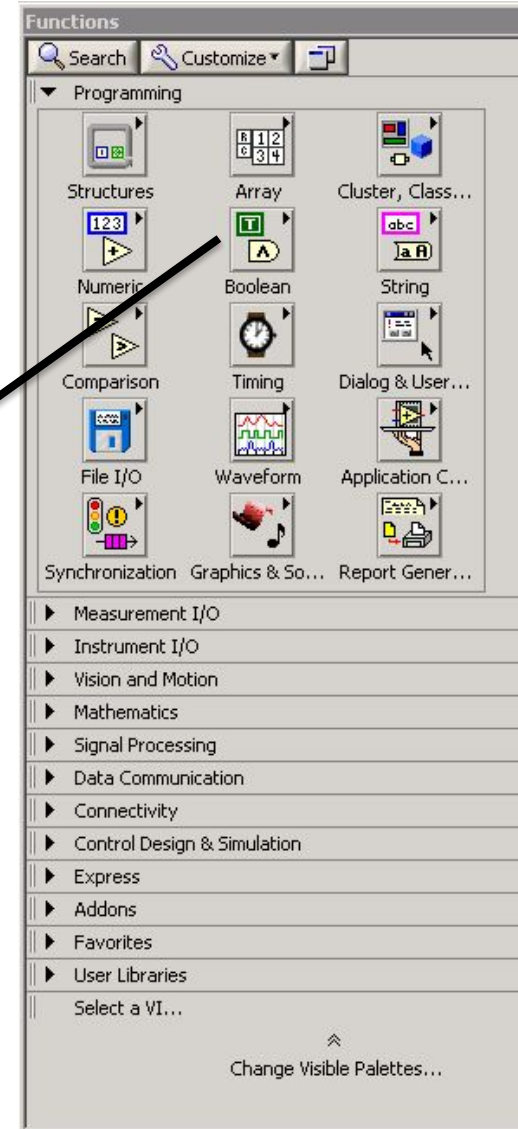 Functions
Search Customize
Programming
Structures Array Cluster, Class...
Numeric Boolean String
Comparison Timing Dialog & User...
File I/O Waveform Application C...
Synchronization Graphics & So... Report Gener...
Measurement I/O
Instrument I/O
Vision and Motion
Mathematics
Signal Processing
Data Communication
Connectivity
Control Design & Simulation
Express
Addons
Favorites
User Libraries
Select a VI...
Change Visible Palettes...